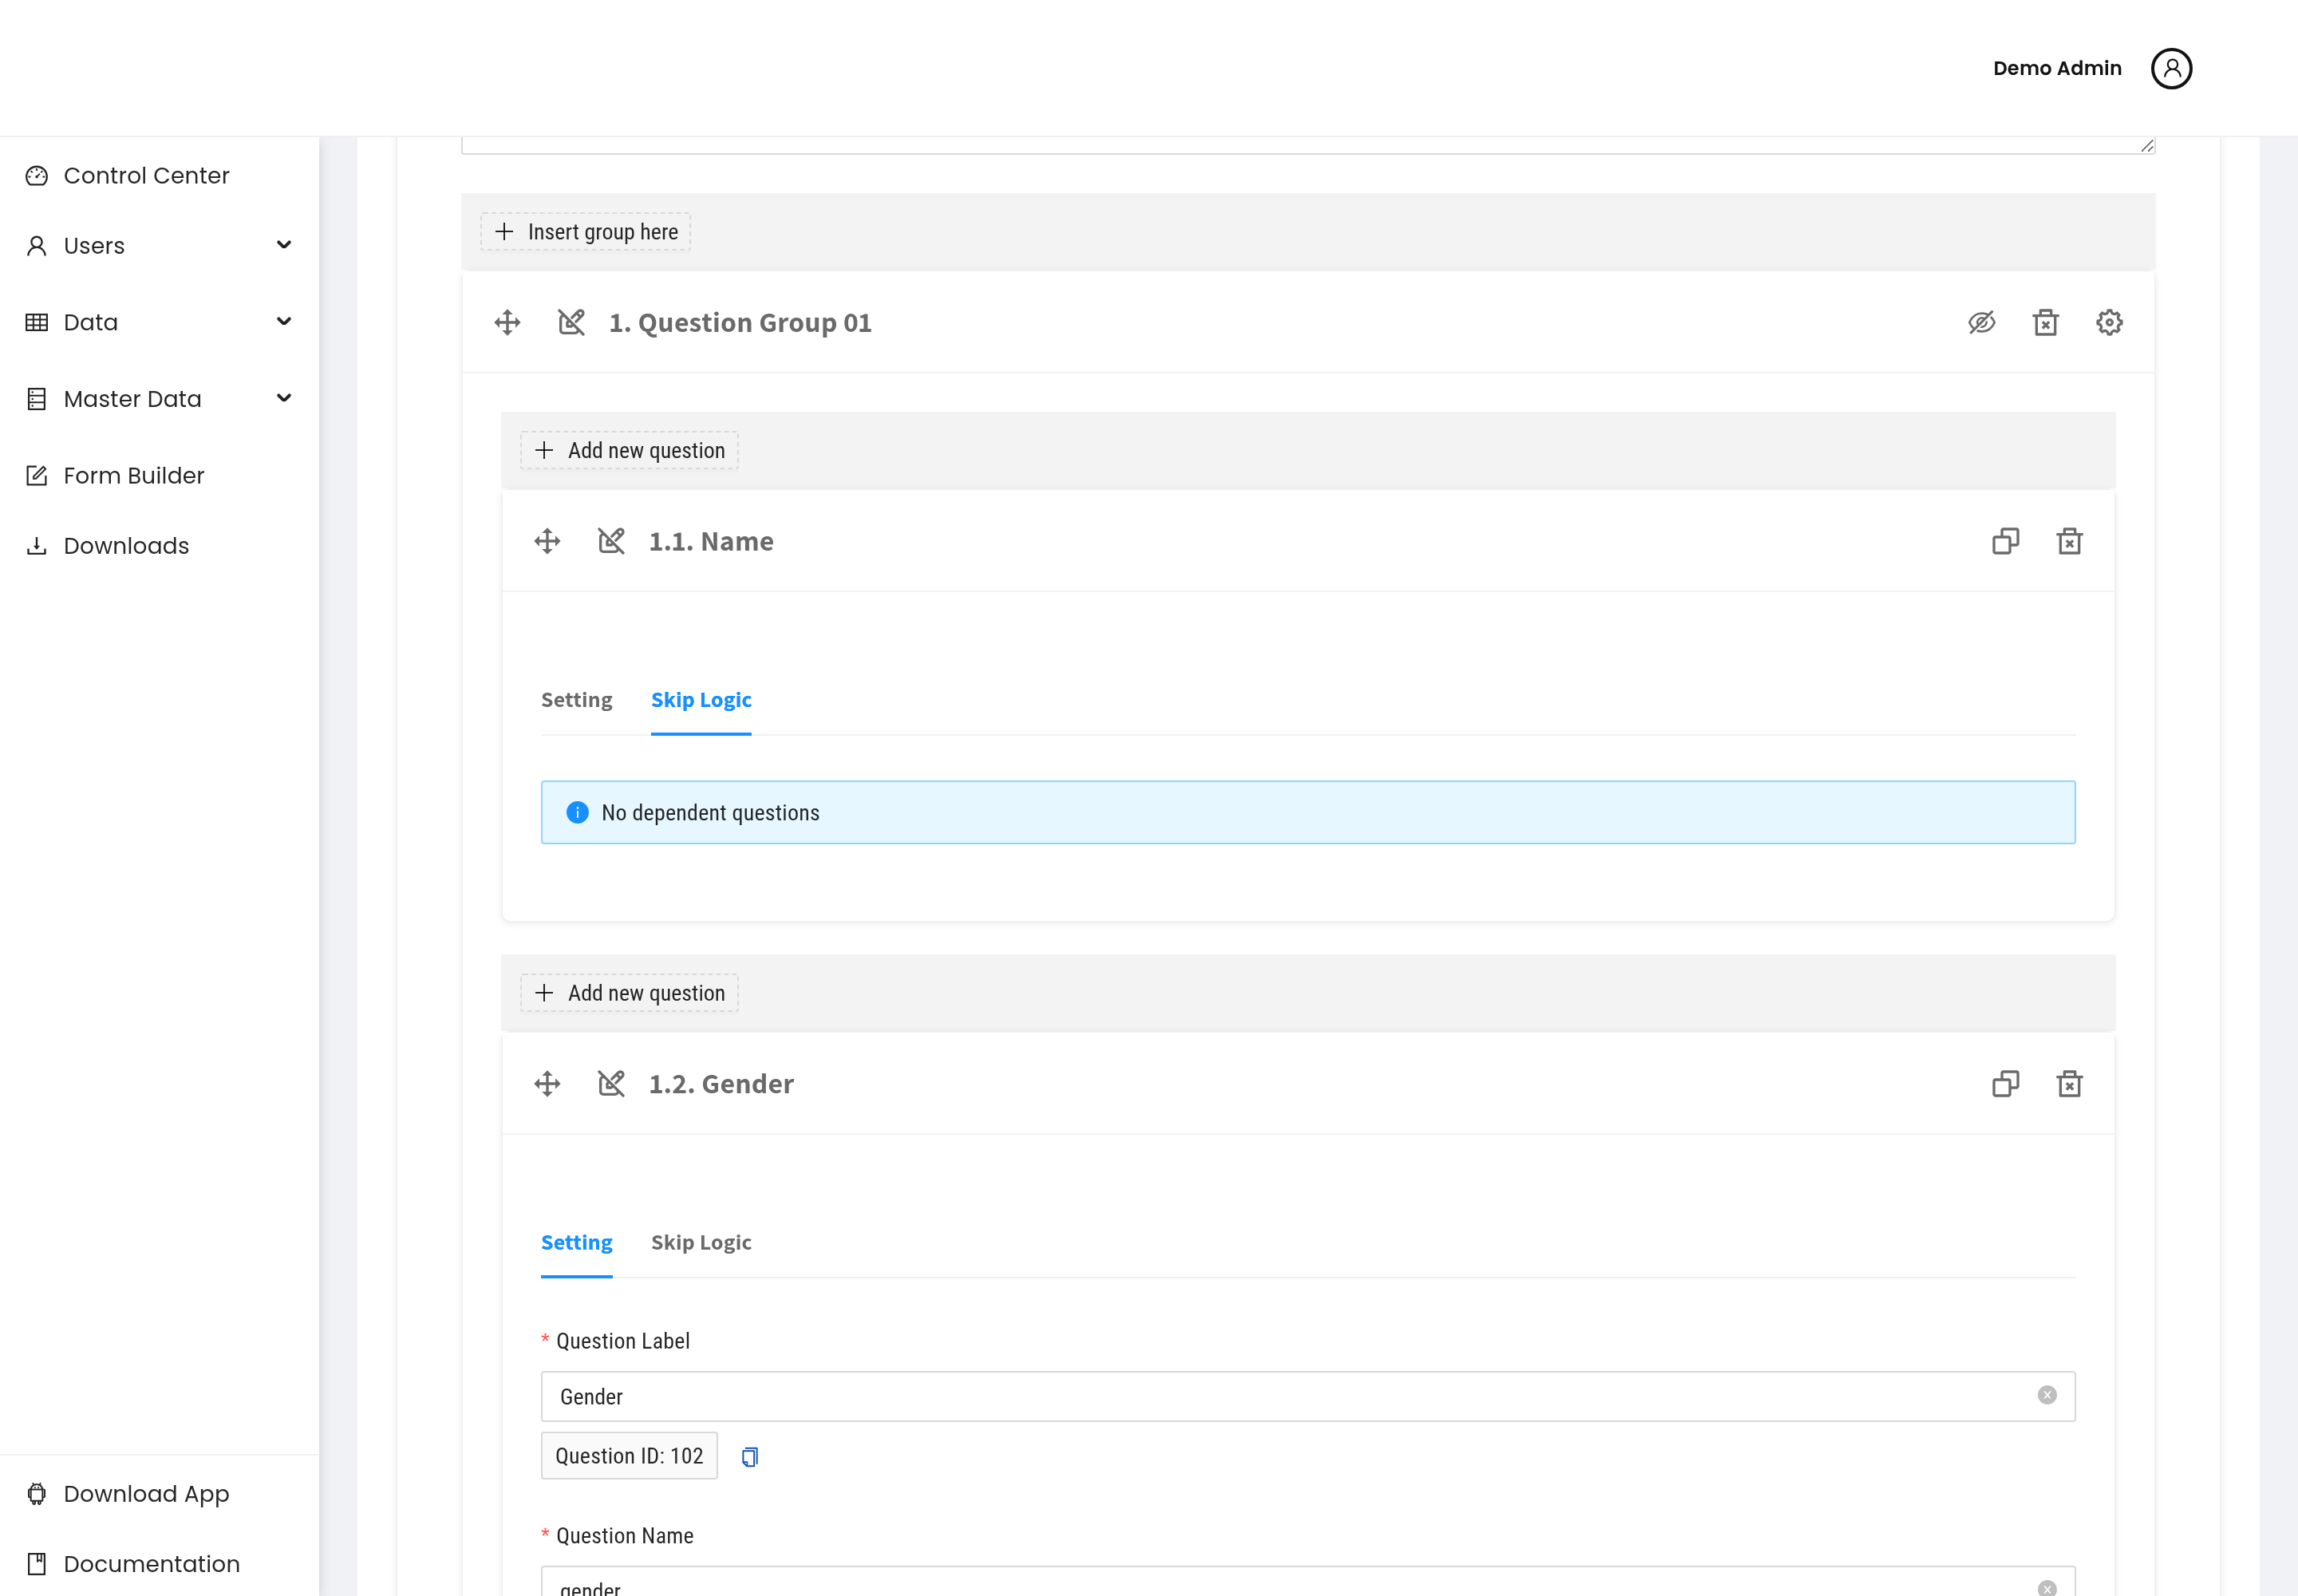 Demo Admin
Control Center
Users
Data
Master Data
Form Builder
Downloads
Download App
Documentation
Insert group here
1. Question Group 01
Add new question
1.1. Name
Setting Skip Logic
No dependent questions
Add new question
1.2. Gender
Setting Skip Logic
* Question Label
Gender
Question ID: 102
* Question Name
gender